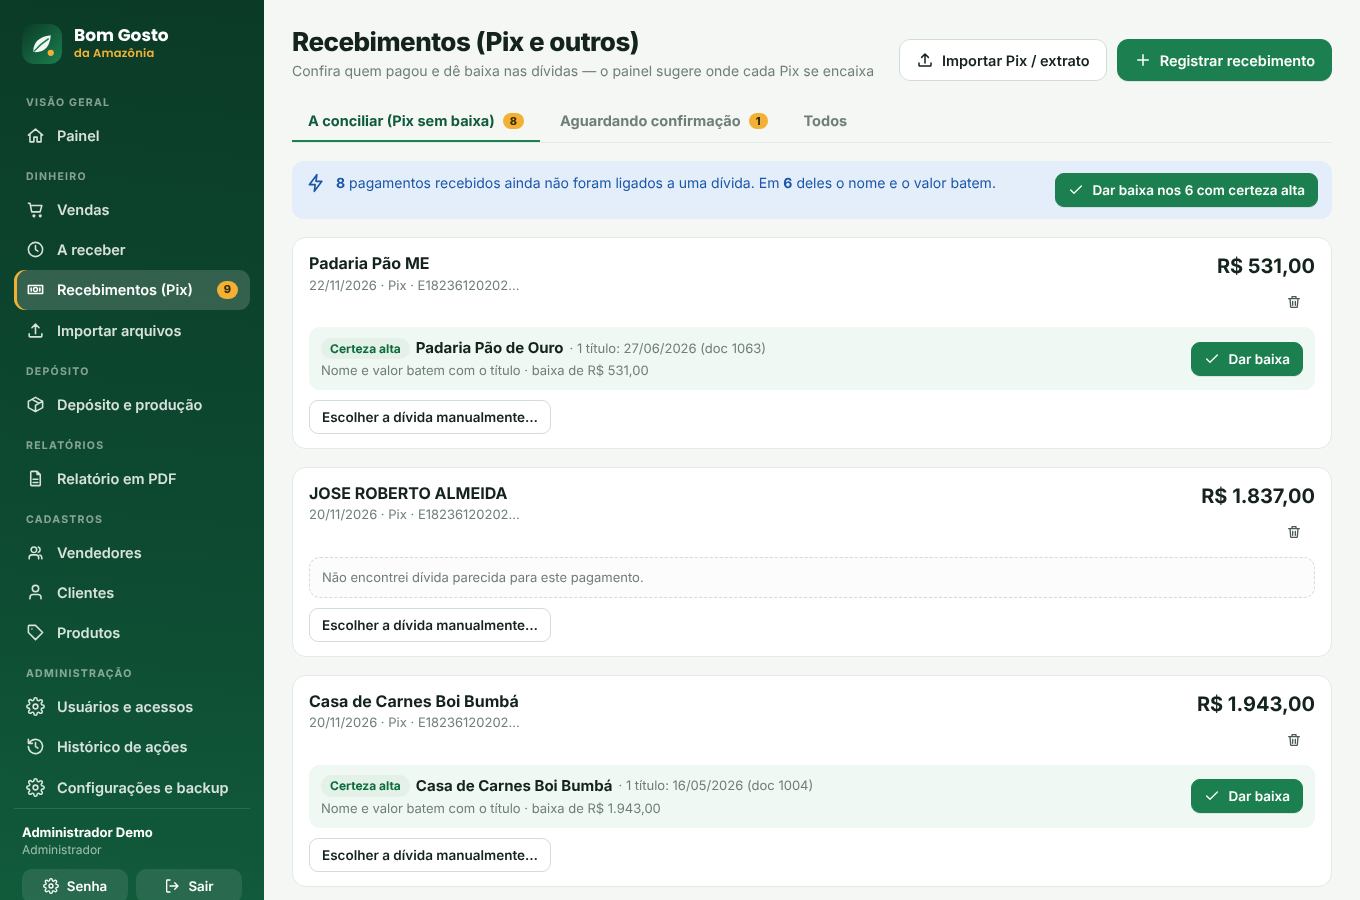 Bom Gosto
da Amazônia
VISÃO GERAL
Painel
DINHEIRO
Vendas
A receber
Recebimentos (Pix) 9
Importar arquivos
DEPÓSITO
Depósito e produção
RELATÓRIOS
Relatório em PDF
CADASTROS
Vendedores
Clientes
Produtos
ADMINISTRAÇÃO
Usuários e acessos
Histórico de ações
Configurações e backup
Administrador Demo
Administrador
Senha Sair
Recebimentos (Pix e outros)
Confira quem pagou e dê baixa nas dívidas — o painel sugere onde cada Pix se encaixa
Importar Pix / extrato
Registrar recebimento
A conciliar (Pix sem baixa) 8 Aguardando confirmação 1 Todos
8 pagamentos recebidos ainda não foram ligados a uma dívida. Em 6 deles o nome e o valor batem.
Dar baixa nos 6 com certeza alta
Padaria Pão ME
R$ 531,00
22/11/2026 · Pix · E18236120202...
Certeza alta Padaria Pão de Ouro · 1 título: 27/06/2026 (doc 1063)
Nome e valor batem com o título · baixa de R$ 531,00
Dar baixa
Escolher a dívida manualmente...
JOSE ROBERTO ALMEIDA
R$ 1.837,00
20/11/2026 · Pix · E18236120202...
Não encontrei dívida parecida para este pagamento.
Escolher a dívida manualmente...
Casa de Carnes Boi Bumbá
R$ 1.943,00
20/11/2026 · Pix · E18236120202...
Certeza alta Casa de Carnes Boi Bumbá · 1 título: 16/05/2026 (doc 1004)
Nome e valor batem com o título · baixa de R$ 1.943,00
Dar baixa
Escolher a dívida manualmente...